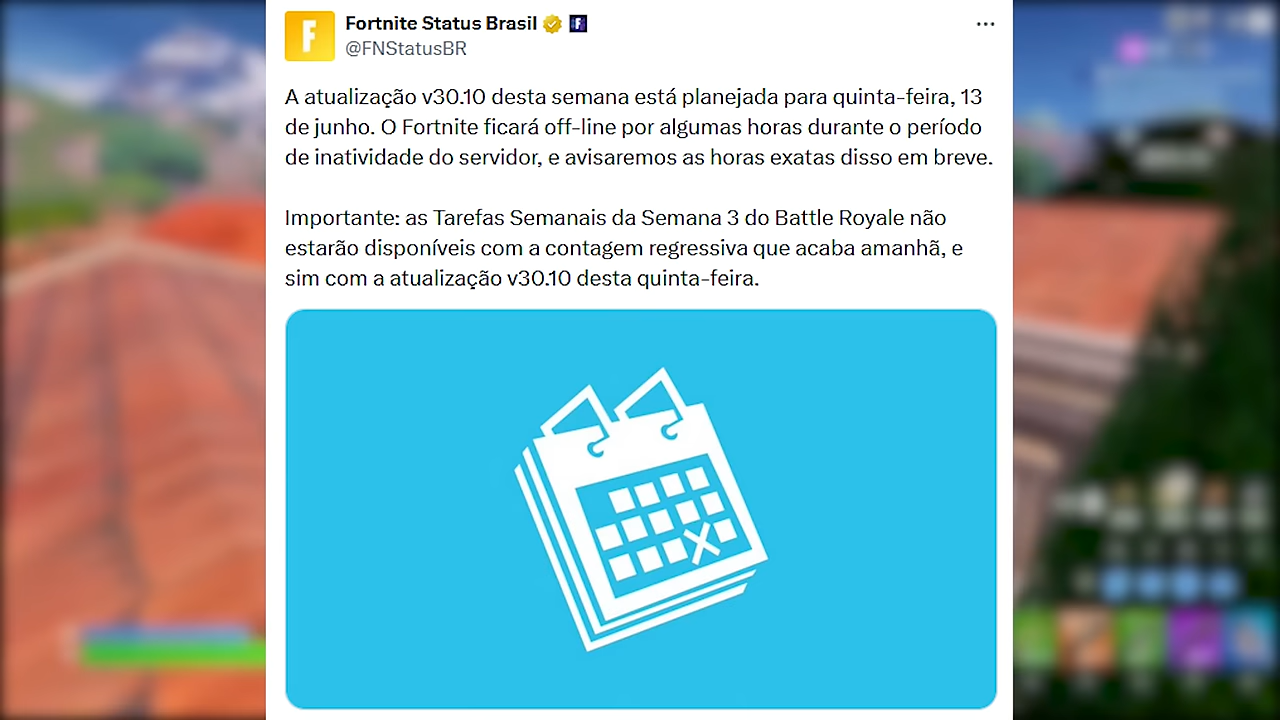 Fortnite Status Brasil
@FNStatusBR
A atualização v30.10 desta semana está planejada para quinta-feira, 13
de junho. O Fortnite ficará off-line por algumas horas durante o período
de inatividade do servidor, e avisaremos as horas exatas disso em breve.
Importante: as Tarefas Semanais da Semana 3 do Battle Royale não
estarão disponíveis com a contagem regressiva que acaba amanhã, e
sim com a atualização v30.10 desta quinta-feira.